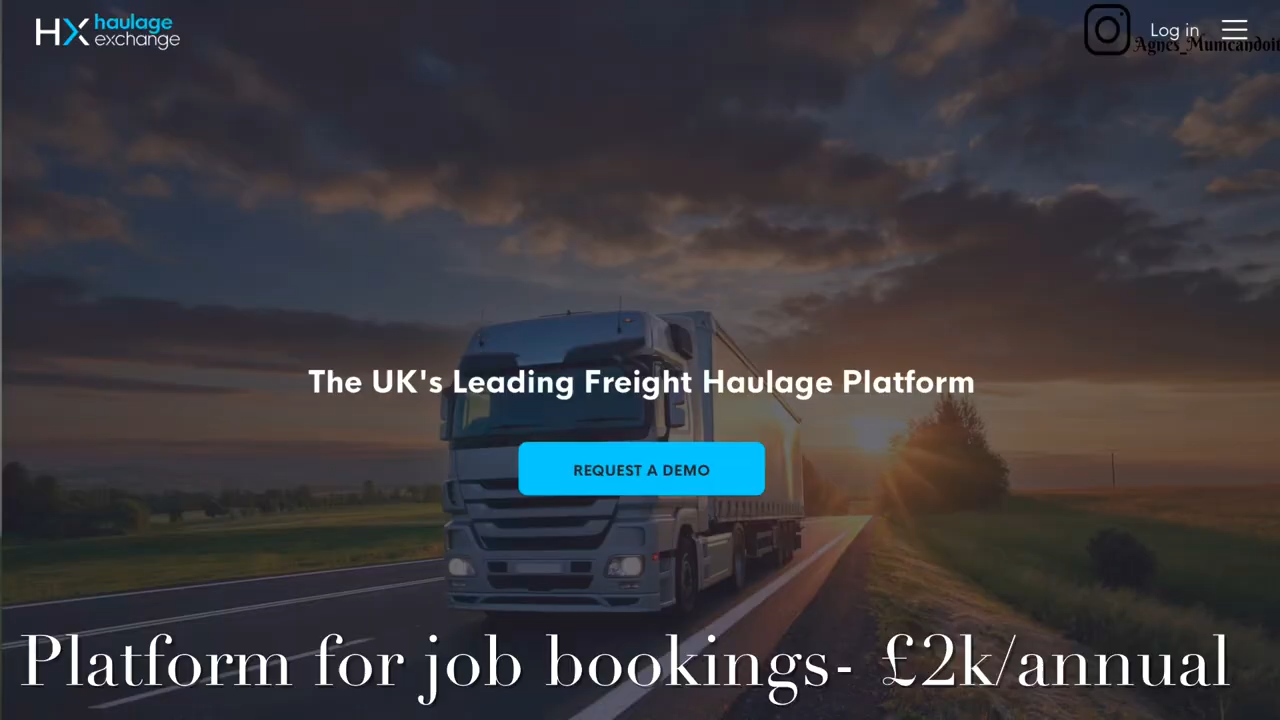 HX haulage exchange
Log in
Agnes_Mumcandoit
The UK's Leading Freight Haulage Platform
REQUEST A DEMO
Platform for job bookings- £2k/annual